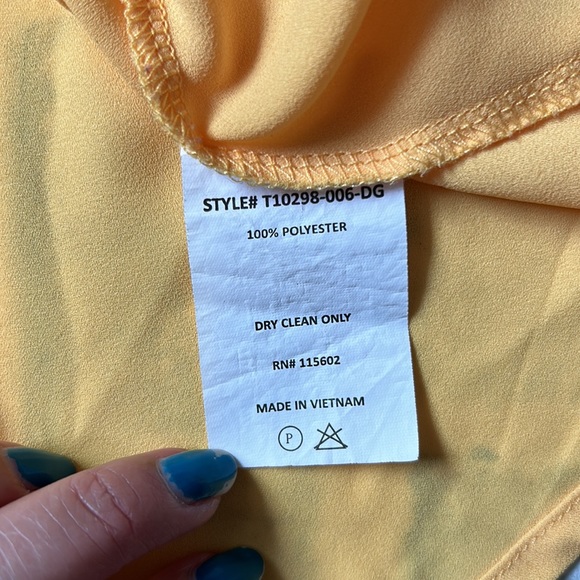 STYLE# T10298-006-DG
100% POLYESTER
DRY CLEAN ONLY
RN# 115602
MADE IN VIETNAM
P